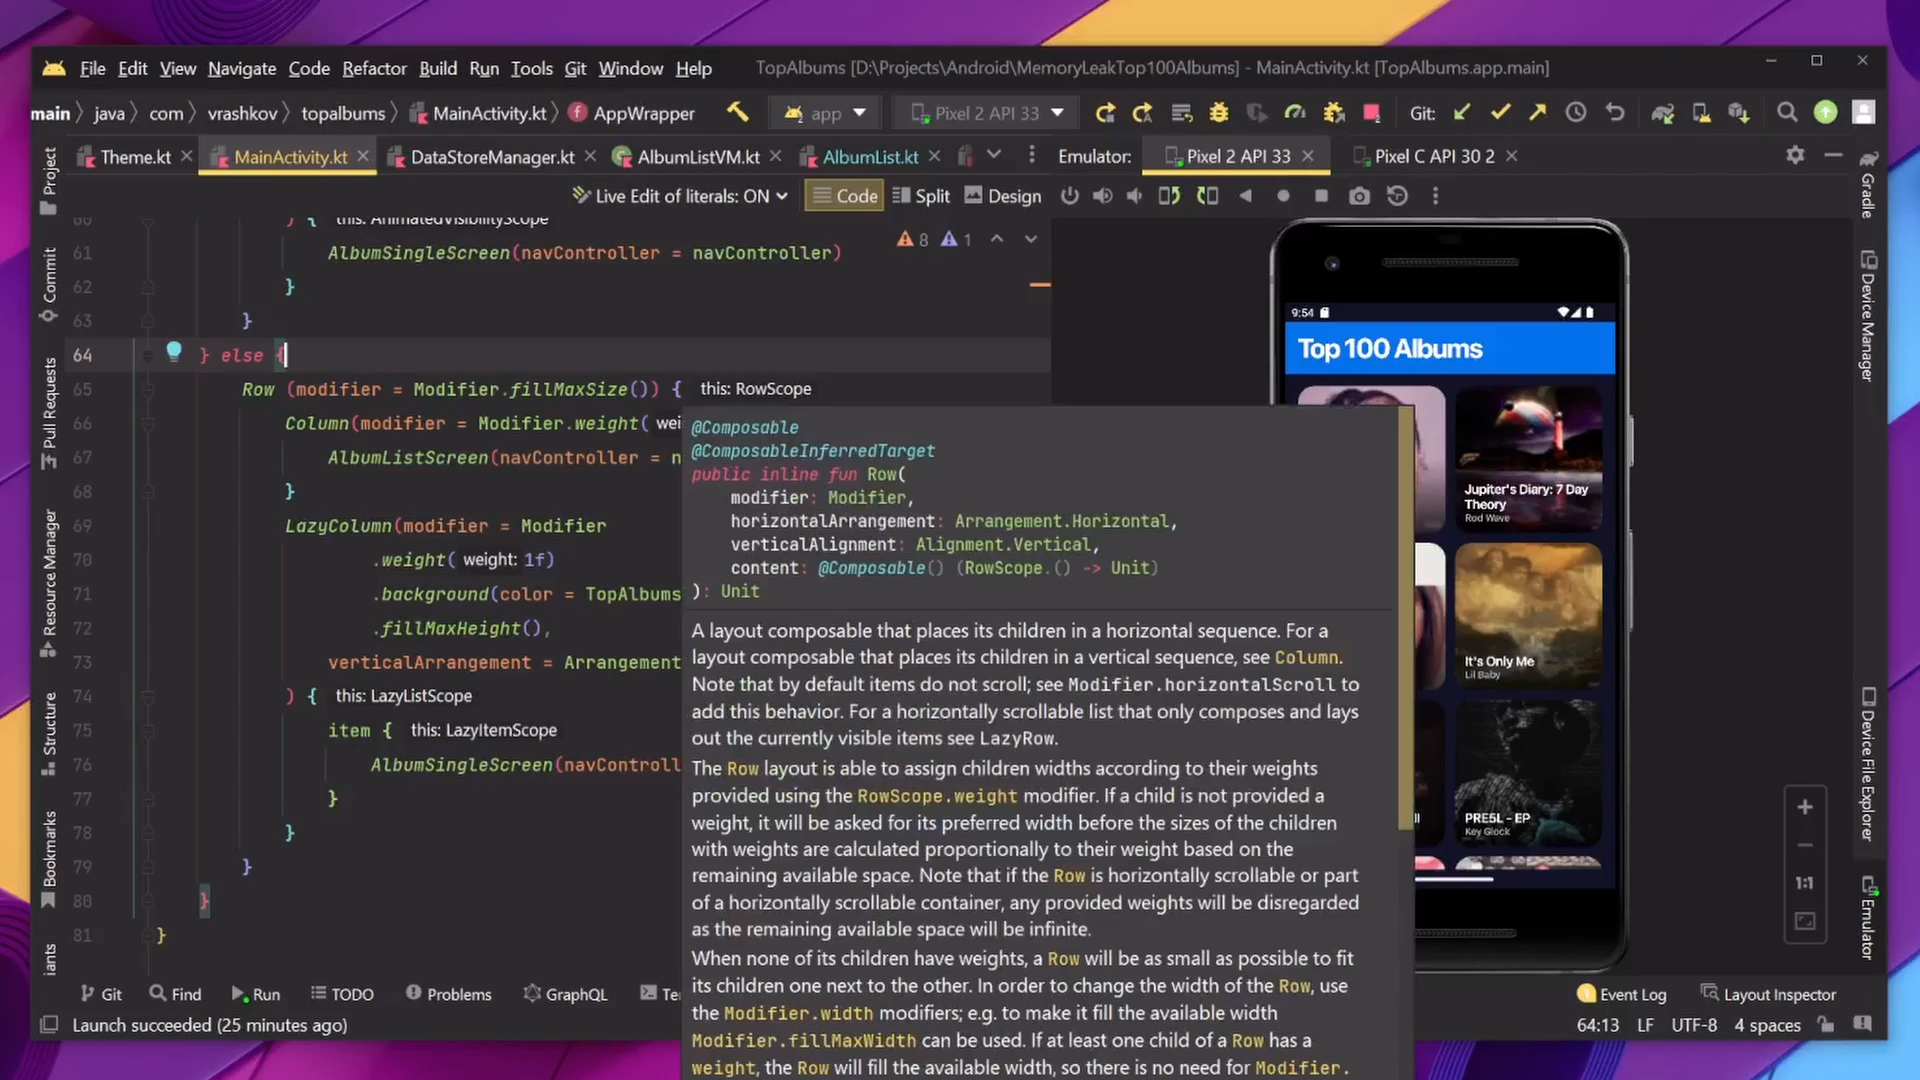 File Edit View Navigate Code Refactor Build Run Tools Git Window Help TopAlbums [D:\Projects\Android\MemoryLeakTop100Albums] - MainActivity.kt [TopAlbums.app.main]
main java com vrashkov topalbums MainActivity.kt AppWrapper app Pixel 2 API 33 Git:
Theme.kt MainActivity.kt DataStoreManager.kt AlbumListVM.kt AlbumList.kt Emulator: Pixel 2 API 33 Pixel C API 30 2
Live Edit of literals: ON Code Split Design
) { this: AnimatedVisibilityScope
8 1
61 AlbumSingleScreen(navController = navController)
62 }
63 }
64 } else {
65 Row (modifier = Modifier.fillMaxSize()) { this: RowScope
66 Column(modifier = Modifier.weight( wei
67 AlbumListScreen(navController = n
68 }
69 LazyColumn(modifier = Modifier
70 .weight( weight: 1f)
71 .background(color = TopAlbums
72 .fillMaxHeight(),
73 verticalArrangement = Arrangement
74 ) { this: LazyListScope
75 item { this: LazyItemScope
76 AlbumSingleScreen(navControll
77 }
78 }
79 }
80 }
81 }
@Composable
@ComposableInferredTarget
public inline fun Row(
modifier: Modifier,
horizontalArrangement: Arrangement.Horizontal,
verticalAlignment: Alignment.Vertical,
content: @Composable() (RowScope.() -> Unit)
): Unit
A layout composable that places its children in a horizontal sequence. For a
layout composable that places its children in a vertical sequence, see Column.
Note that by default items do not scroll; see Modifier.horizontalScroll to
add this behavior. For a horizontally scrollable list that only composes and lays
out the currently visible items see LazyRow.
The Row layout is able to assign children widths according to their weights
provided using the RowScope.weight modifier. If a child is not provided a
weight, it will be asked for its preferred width before the sizes of the children
with weights are calculated proportionally to their weight based on the
remaining available space. Note that if the Row is horizontally scrollable or part
of a horizontally scrollable container, any provided weights will be disregarded
as the remaining available space will be infinite.
When none of its children have weights, a Row will be as small as possible to fit
its children one next to the other. In order to change the width of the Row, use
the Modifier.width modifiers; e.g. to make it fill the available width
Modifier.fillMaxWidth can be used. If at least one child of a Row has a
weight, the Row will fill the available width, so there is no need for Modifier.
9:54
Top 100 Albums
Jupiter's Diary: 7 Day
Theory
Rod Wave
It's Only Me
Lil Baby
PRE5L - EP
Key Glock
1:1
Project
Commit
Pull Requests
Resource Manager
Structure
Bookmarks
iants
Gradle
Device Manager
Device File Explorer
Emulator
Git Find Run TODO Problems GraphQL Te Event Log Layout Inspector
Launch succeeded (25 minutes ago) 64:13 LF UTF-8 4 spaces